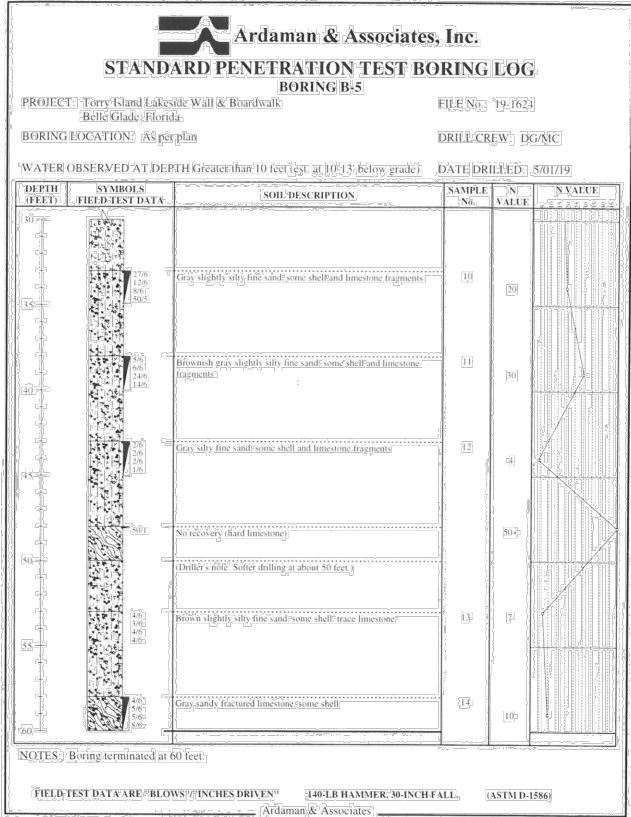 Ardaman & Associates, Inc.
STANDARD PENETRATION TEST BORING LOG
BORING B-5
PROJECT: Torry Island Lakeside Wall & Boardwalk
Belle Glade, Florida
FILE No. 19-1624
BORING LOCATION: As per plan
DRILL CREW: DG/MC
WATER OBSERVED AT DEPTH Greater than 10 feet (est. at 10'-13' below grade)
DATE DRILLED: 5/01/19
DEPTH (FEET) SYMBOLS FIELD TEST DATA SOIL DESCRIPTION SAMPLE No. N VALUE N VALUE
5 10 15 20 25 30 35 40 45
30
27/6 Gray slightly silty fine sand, some shell and limestone fragments 10
12/6
8/6 20
50/5
35
5/6 Brownish gray slightly silty fine sand, some shell and limestone 11
6/6 fragments
24/6 30
14/6
40
2/6 Gray silty fine sand, some shell and limestone fragments 12
2/6
2/6 4
1/6
45
50/1 No recovery (hard limestone) 50+
50
(Driller's note: Softer drilling at about 50 feet.)
4/6 Brown slightly silty fine sand, some shell, trace limestone 13 7
3/6
4/6
4/6
55
4/6 Gray sandy fractured limestone, some shell 14
5/6
5/6 10
8/6
60
NOTES: Boring terminated at 60 feet.
"FIELD TEST DATA ARE "BLOWS"/"INCHES DRIVEN" 140-LB HAMMER, 30-INCH FALL. (ASTM D-1586)
Ardaman & Associates